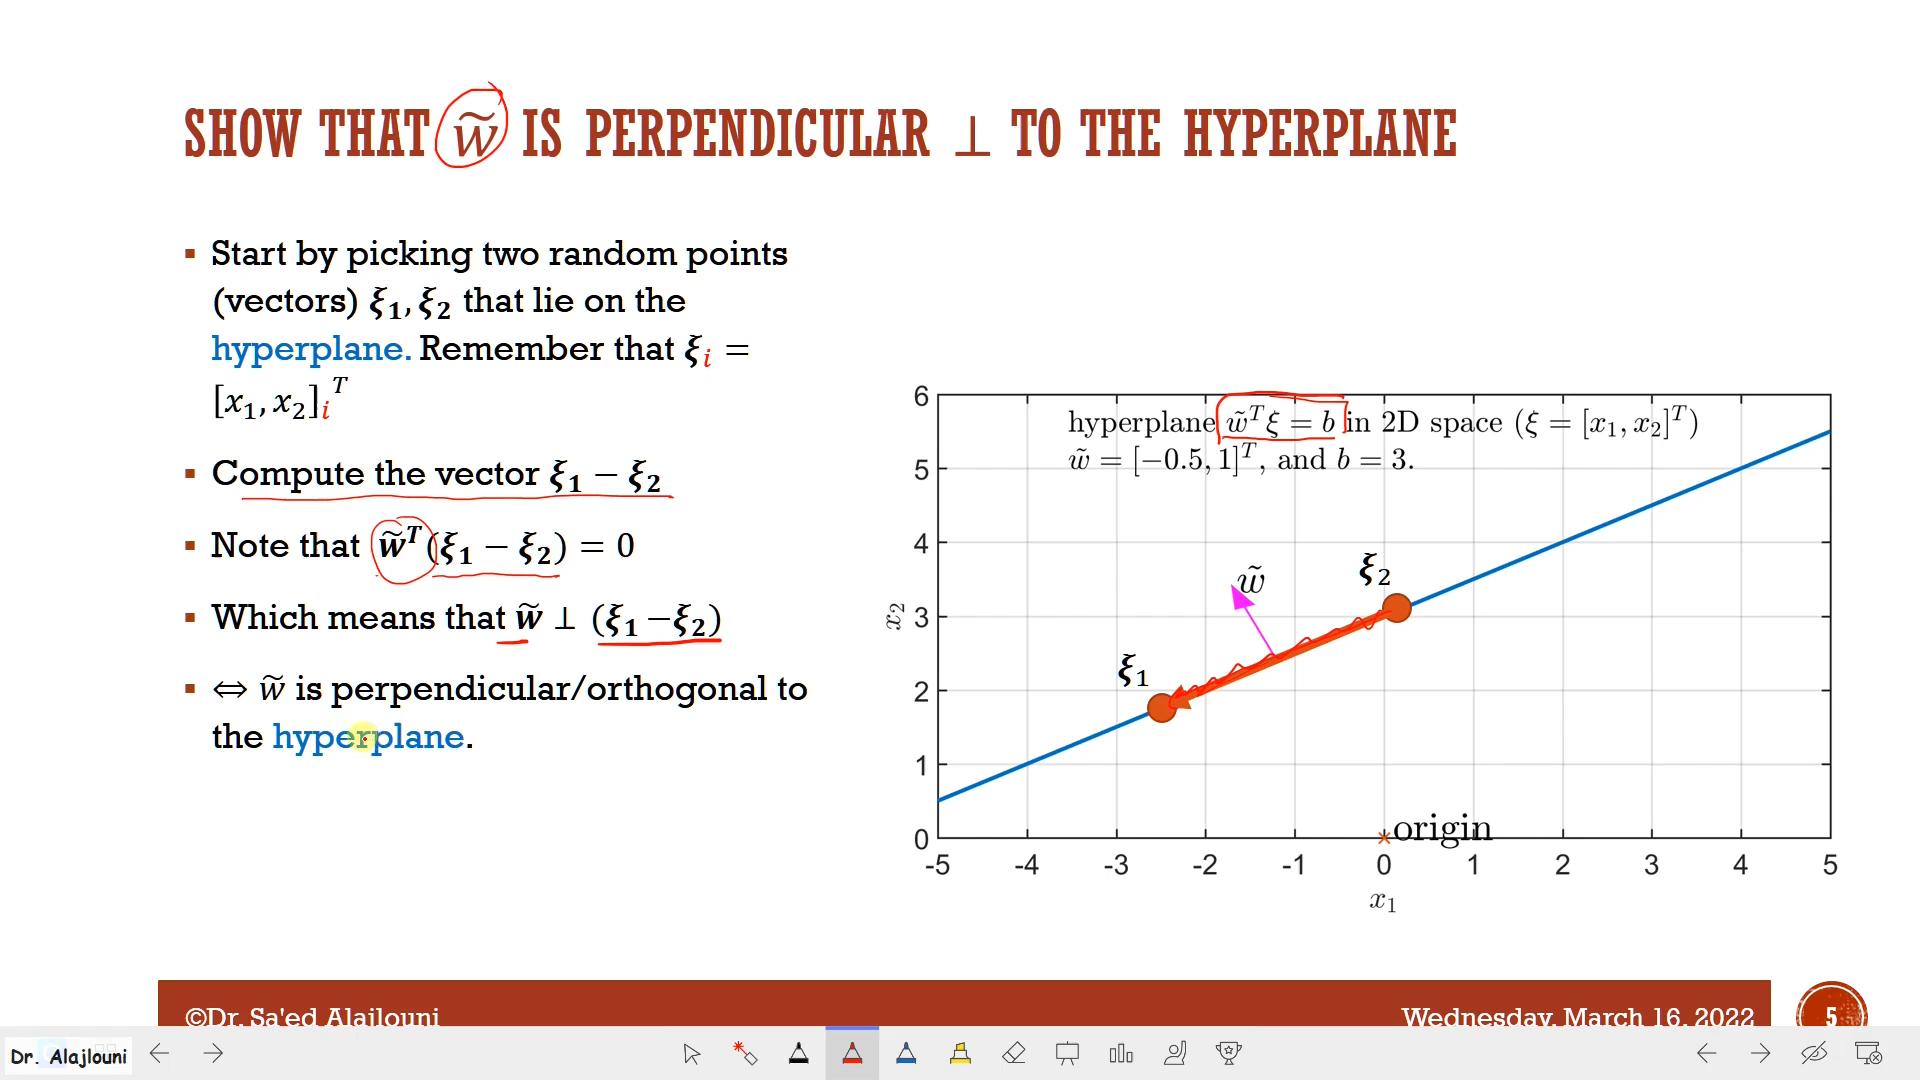 SHOW THAT w̃ IS PERPENDICULAR ⊥ TO THE HYPERPLANE
▪ Start by picking two random points
(vectors) ξ₁, ξ₂ that lie on the
hyperplane. Remember that ξᵢ =
[x₁, x₂]ᵢᵀ
▪ Compute the vector ξ₁ − ξ₂
▪ Note that w̃ᵀ(ξ₁ − ξ₂) = 0
▪ Which means that w̃ ⊥ (ξ₁ −ξ₂)
▪ ⇔ w̃ is perpendicular/orthogonal to
the hyperplane.
hyperplane w̃ᵀξ = b in 2D space (ξ = [x₁, x₂]ᵀ)
w̃ = [−0.5, 1]ᵀ, and b = 3.
6
5
4
3
2
1
0
x₂
w̃
ξ₂
ξ₁
origin
-5 -4 -3 -2 -1 0 1 2 3 4 5
x₁
©Dr. Sa'ed Alajlouni
Wednesday, March 16, 2022
5
Dr. Alajlouni